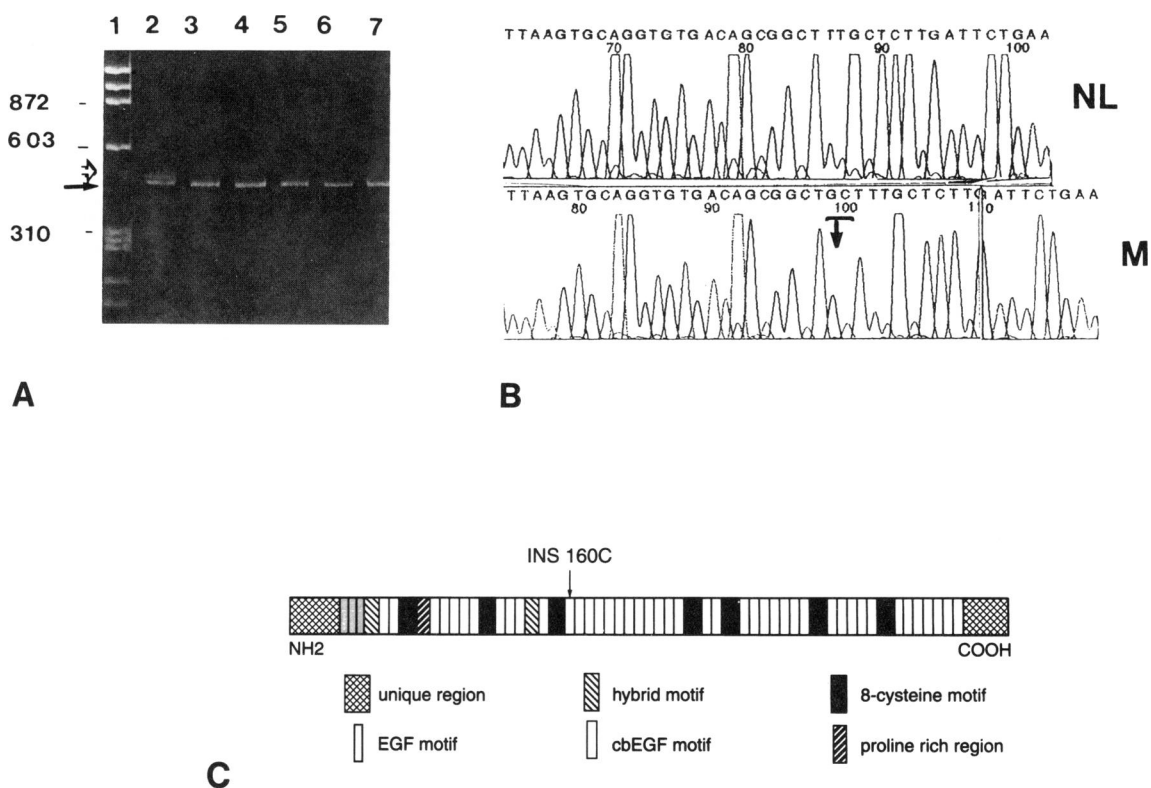 1 2 3 4 5 6 7
872
603
310
A
TTAAGTGCAGGTGTGACAGCGGCTTTGCTCTTGATTCTGAA
70 80 90 100
NL
TTAAGTGCAGGTGTGACAGCGGCTGCTTTGCTCTTGATTCTGAA
80 90 100 110
M
B
INS 160C
NH2
COOH
unique region
hybrid motif
8-cysteine motif
EGF motif
cbEGF motif
proline rich region
C